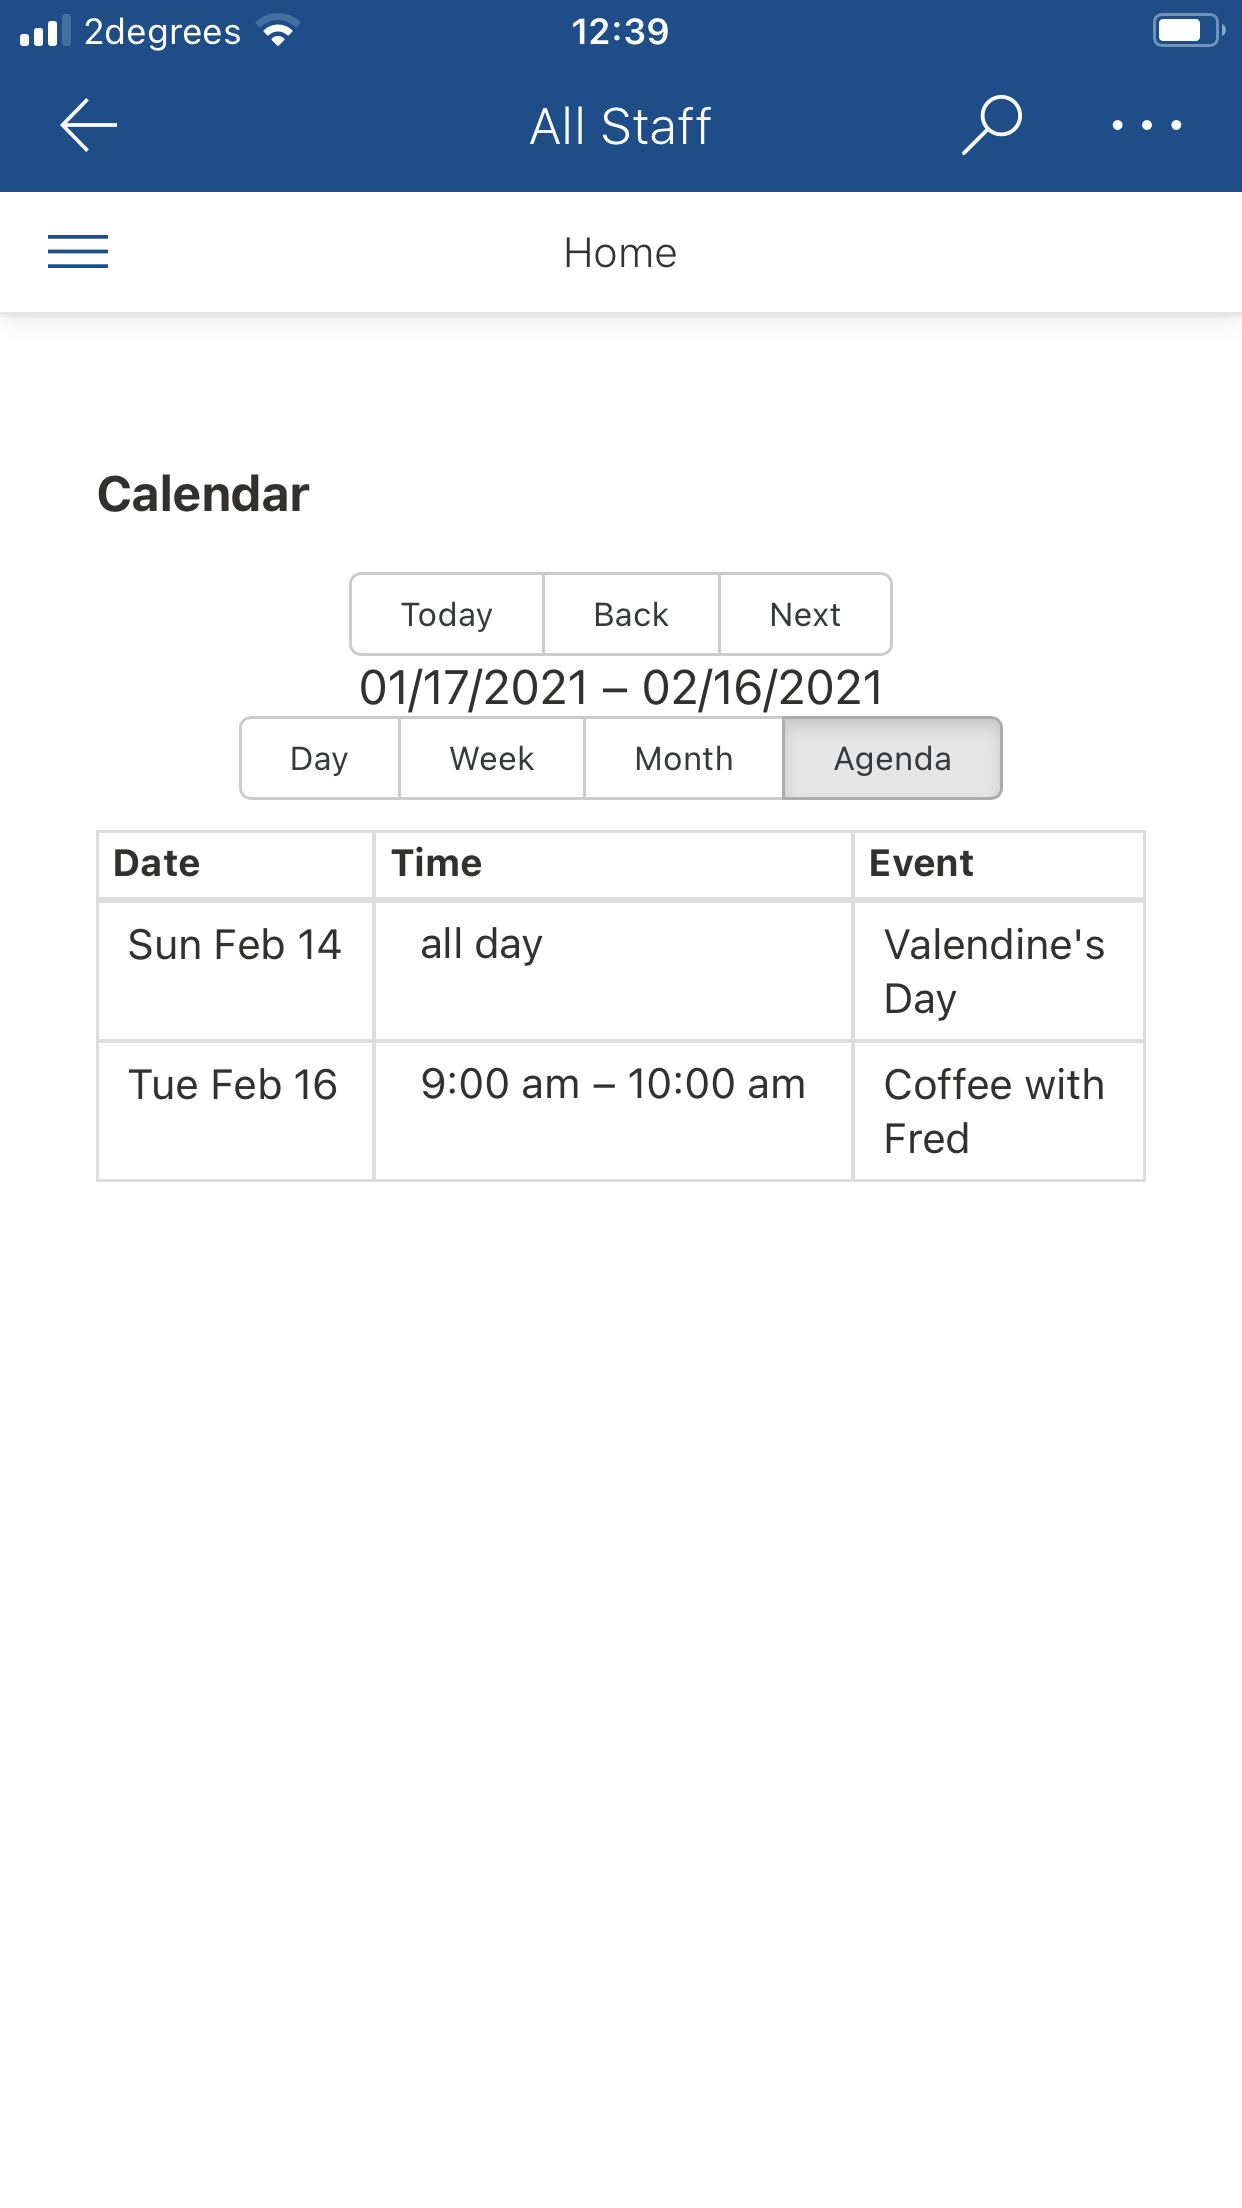 2degrees 12:39
All Staff
Home
Calendar
Today Back Next
01/17/2021 – 02/16/2021
Day Week Month Agenda
Date Time Event
Sun Feb 14 all day Valendine's
Day
Tue Feb 16 9:00 am – 10:00 am Coffee with
Fred